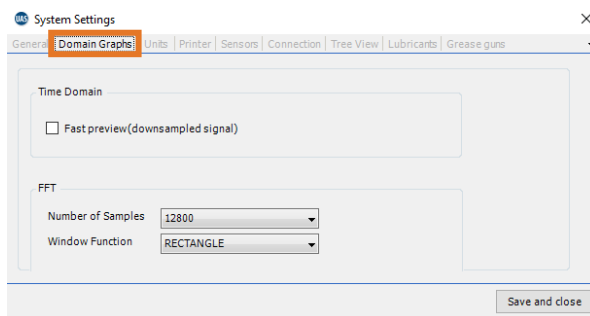 UAS System Settings
General Domain Graphs Units Printer Sensors Connection Tree View Lubricants Grease guns
Time Domain
Fast preview(downsampled signal)
FFT
Number of Samples 12800
Window Function RECTANGLE
Save and close